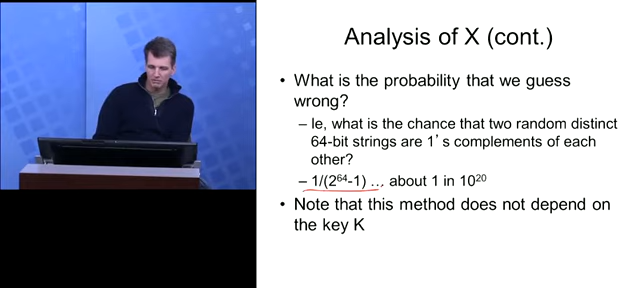 Analysis of X (cont.)
• What is the probability that we guess
wrong?
– Ie, what is the chance that two random distinct
64-bit strings are 1's complements of each
other?
– 1/(2⁶⁴-1) … about 1 in 10²⁰
• Note that this method does not depend on
the key K